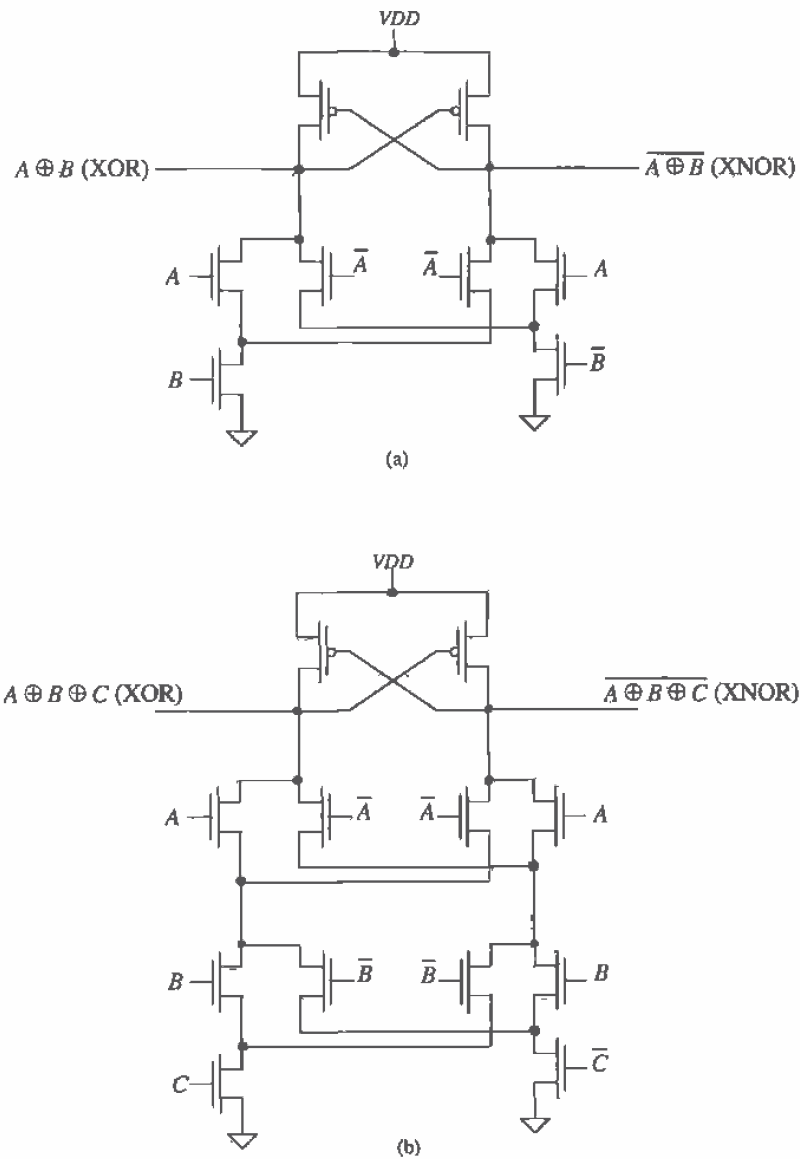 VDD
A ⊕ B (XOR)
A̅ ̅⊕̅ ̅B̅ (XNOR)
A A̅ A̅ A
B B̅
(a)
VDD
A ⊕ B ⊕ C (XOR)
A̅ ̅⊕̅ ̅B̅ ̅⊕̅ ̅C̅ (XNOR)
A A̅ A̅ A
B B̅ B̅ B
C C̅
(b)